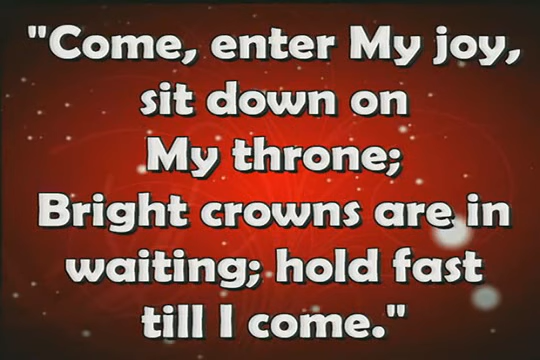 "Come, enter My joy,
sit down on
My throne;
Bright crowns are in
waiting; hold fast
till I come."